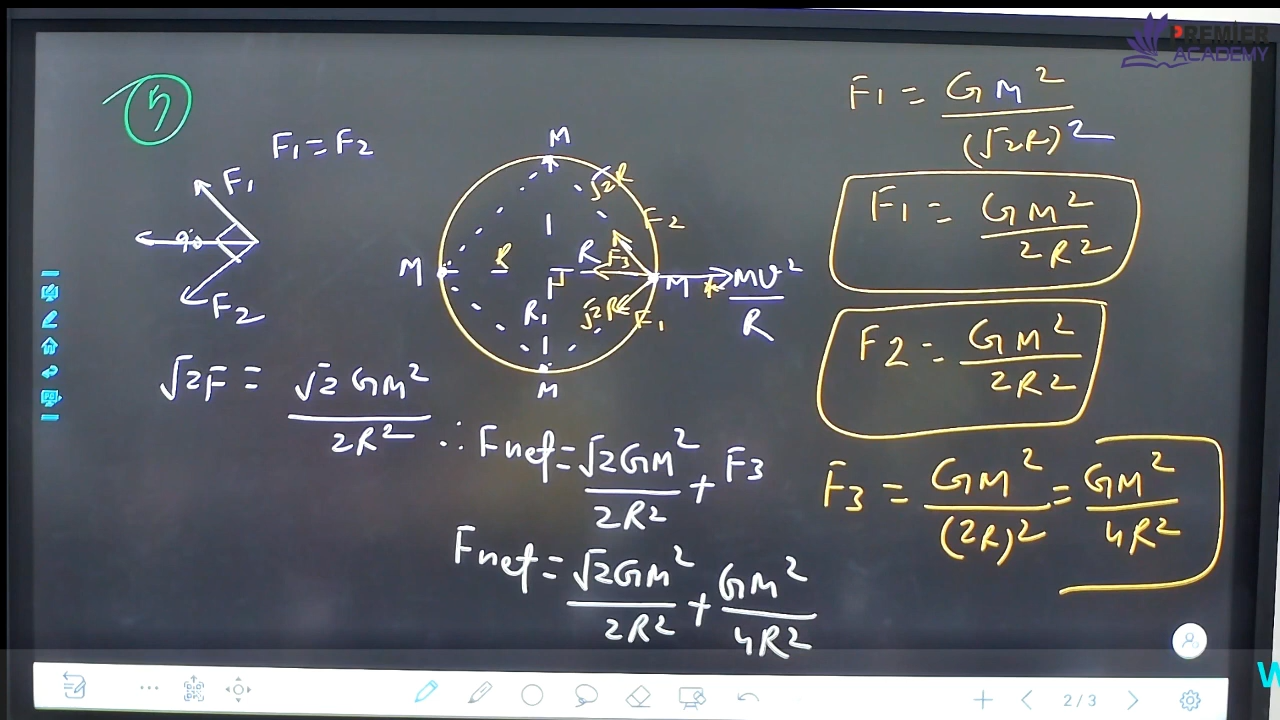 PREMIER
ACADEMY
5
F1 = F2
F1
90
F2
M
M
M
M
√2R
F2
R
R
F3
R1
√2R
F1
MV²/R
F1 = GM²/(√2R)²
F1 = GM²/2R²
F2 = GM²/2R²
F3 = GM²/(2R)² = GM²/4R²
√2F = √2GM²/2R²
∴ Fnet = √2GM²/2R² + F3
Fnet = √2GM²/2R² + GM²/4R²
2/3
W